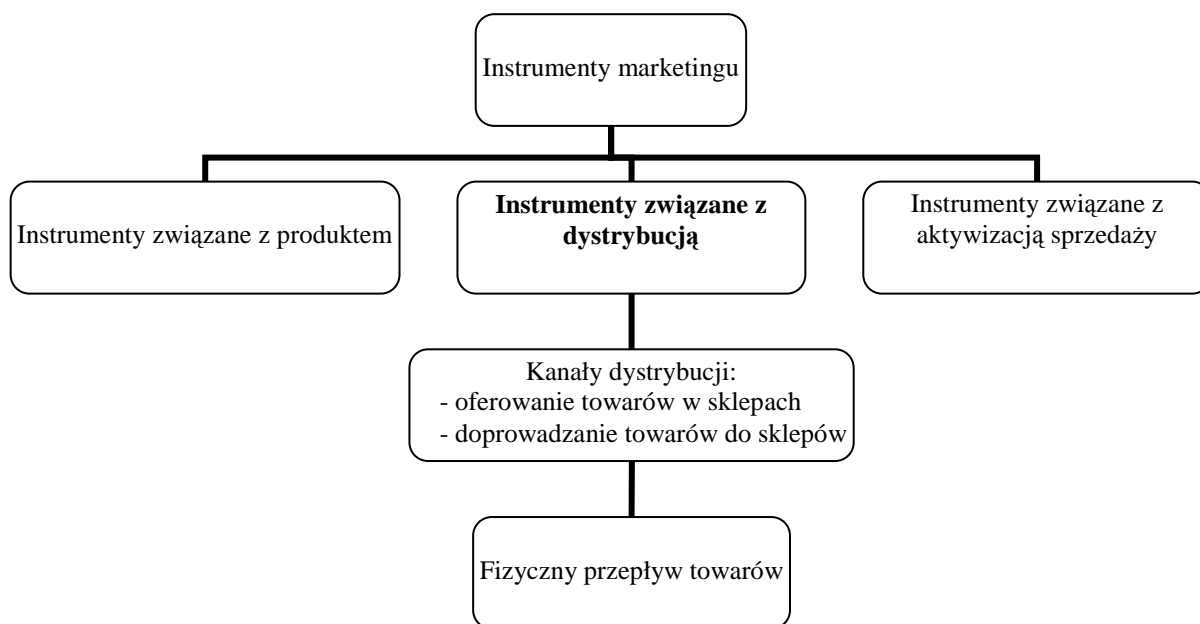 Instrumenty marketingu
Instrumenty związane z produktem
Instrumenty związane z
dystrybucją
Instrumenty związane z
aktywizacją sprzedaży
Kanały dystrybucji:
- oferowanie towarów w sklepach
- doprowadzanie towarów do sklepów
Fizyczny przepływ towarów